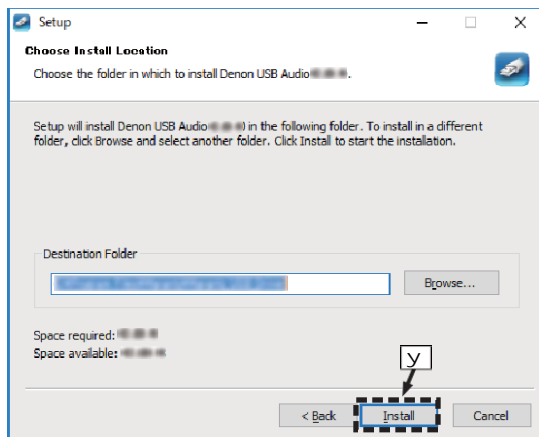 Setup
Choose Install Location
Choose the folder in which to install Denon USB Audio .
Setup will install Denon USB Audio in the following folder. To install in a different
folder, click Browse and select another folder. Click Install to start the installation.
Destination Folder
Browse...
Space required:
Space available:
y
< Back Install Cancel